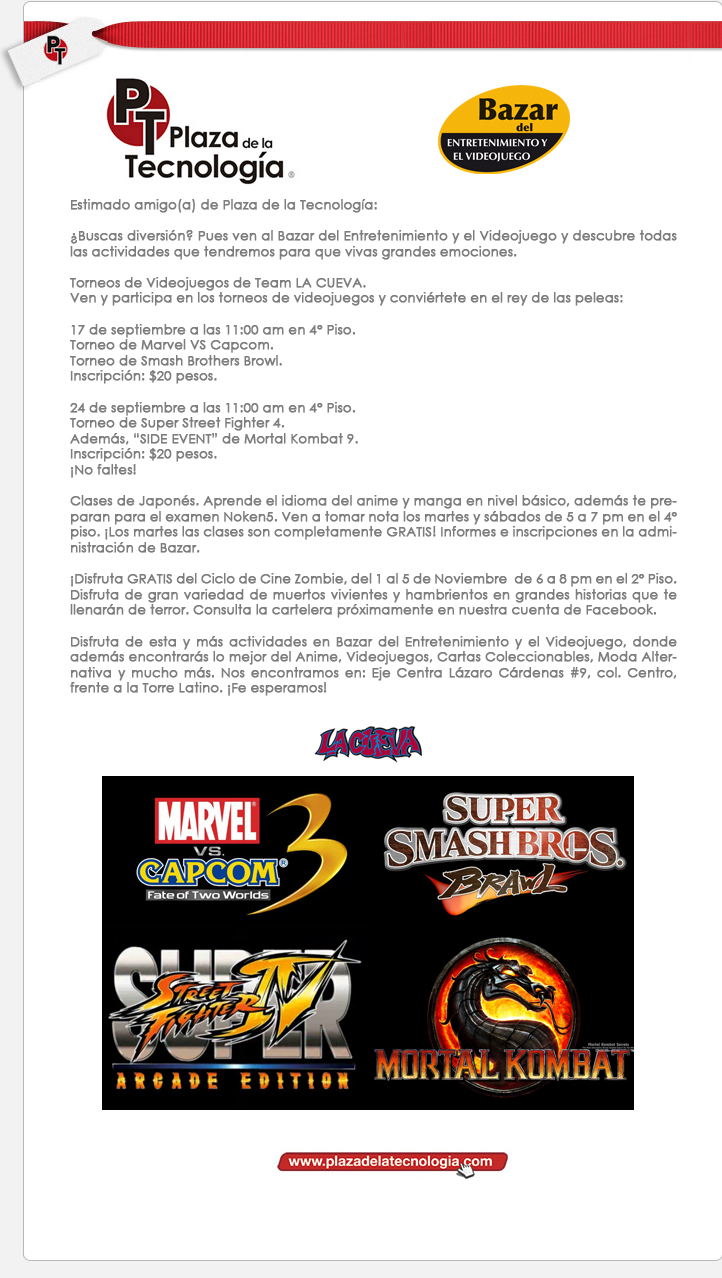 PT
PT Plaza de la
Tecnología ®
Bazar
del
ENTRETENIMIENTO Y
EL VIDEOJUEGO
Estimado amigo(a) de Plaza de la Tecnología:
¿Buscas diversión? Pues ven al Bazar del Entretenimiento y el Videojuego y descubre todas
las actividades que tendremos para que vivas grandes emociones.
Torneos de Videojuegos de Team LA CUEVA.
Ven y participa en los torneos de videojuegos y conviértete en el rey de las peleas:
17 de septiembre a las 11:00 am en 4º Piso.
Torneo de Marvel VS Capcom.
Torneo de Smash Brothers Browl.
Inscripción: $20 pesos.
24 de septiembre a las 11:00 am en 4º Piso.
Torneo de Super Street Fighter 4.
Además, “SIDE EVENT” de Mortal Kombat 9.
Inscripción: $20 pesos.
¡No faltes!
Clases de Japonés. Aprende el idioma del anime y manga en nivel básico, además te pre-
paran para el examen Noken5. Ven a tomar nota los martes y sábados de 5 a 7 pm en el 4º
piso. ¡Los martes las clases son completamente GRATIS! Informes e inscripciones en la admi-
nistración de Bazar.
¡Disfruta GRATIS del Ciclo de Cine Zombie, del 1 al 5 de Noviembre de 6 a 8 pm en el 2º Piso.
Disfruta de gran variedad de muertos vivientes y hambrientos en grandes historias que te
llenarán de terror. Consulta la cartelera próximamente en nuestra cuenta de Facebook.
Disfruta de esta y más actividades en Bazar del Entretenimiento y el Videojuego, donde
además encontrarás lo mejor del Anime, Videojuegos, Cartas Coleccionables, Moda Alter-
nativa y mucho más. Nos encontramos en: Eje Centra Lázaro Cárdenas #9, col. Centro,
frente a la Torre Latino. ¡Fe esperamos!
LA CUEVA
MARVEL®
VS.
CAPCOM® 3
Fate of Two Worlds
SUPER
SMASH BROS.
BRAWL
SUPER
STREET FIGHTER IV
ARCADE EDITION
MORTAL KOMBAT
www.plazadelatecnologia.com